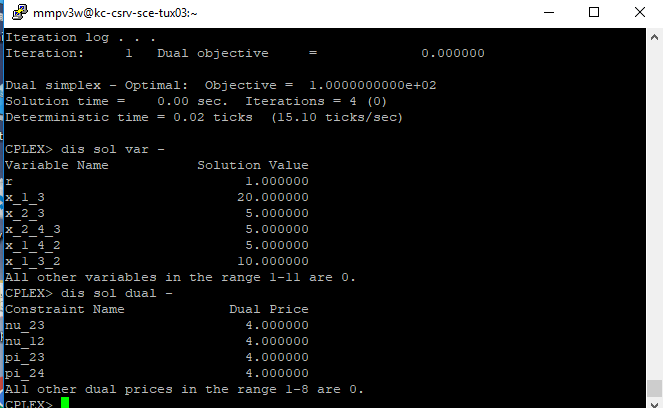 mmpv3w@kc-csrv-sce-tux03:~
Iteration log . . .
Iteration:     1   Dual objective     =             0.000000
Dual simplex - Optimal:  Objective =  1.0000000000e+02
Solution time =    0.00 sec.  Iterations = 4 (0)
Deterministic time = 0.02 ticks  (15.10 ticks/sec)
CPLEX> dis sol var -
Variable Name           Solution Value
r                             1.000000
x_1_3                        20.000000
x_2_3                         5.000000
x_2_4_3                       5.000000
x_1_4_2                       5.000000
x_1_3_2                      10.000000
All other variables in the range 1-11 are 0.
CPLEX> dis sol dual -
Constraint Name             Dual Price
nu_23                         4.000000
nu_12                         4.000000
pi_23                         4.000000
pi_24                         4.000000
All other dual prices in the range 1-8 are 0.
CPLEX>